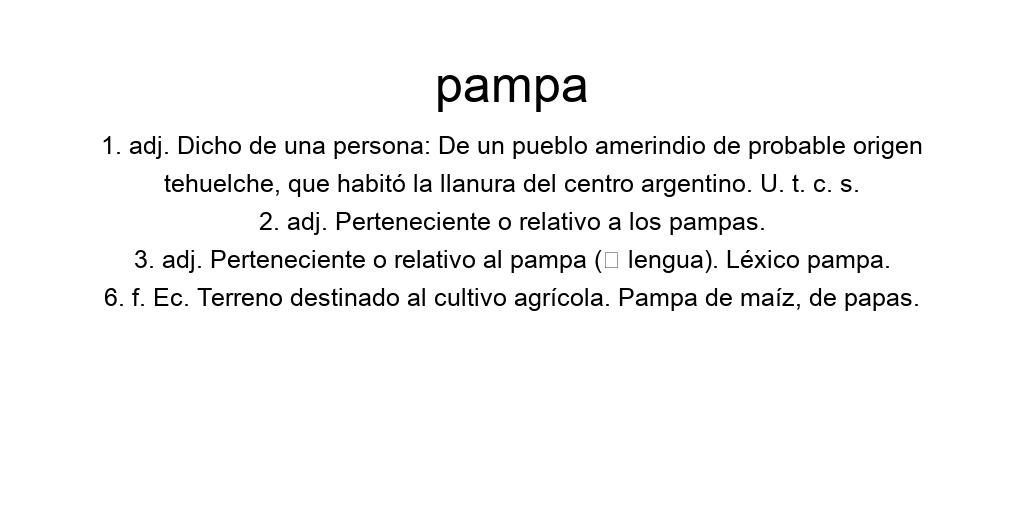 pampa
1. adj. Dicho de una persona: De un pueblo amerindio de probable origen
tehuelche, que habitó la llanura del centro argentino. U. t. c. s.
2. adj. Perteneciente o relativo a los pampas.
3. adj. Perteneciente o relativo al pampa (□ lengua). Léxico pampa.
6. f. Ec. Terreno destinado al cultivo agrícola. Pampa de maíz, de papas.